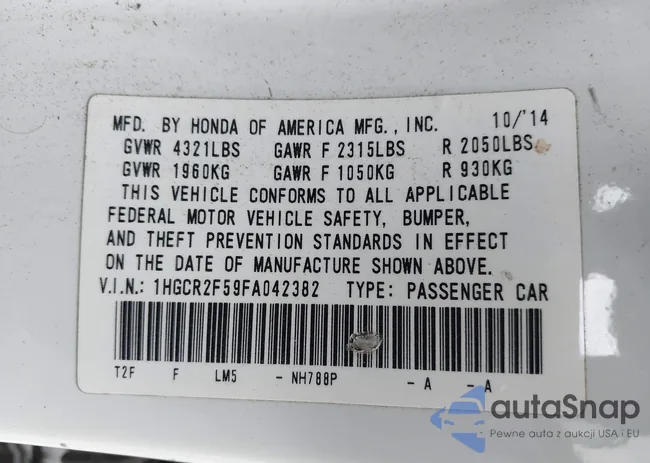 MFD. BY HONDA OF AMERICA MFG., INC. 10/'14
GVWR 4321LBS GAWR F 2315LBS R 2050LBS
GVWR 1960KG GAWR F 1050KG R 930KG
THIS VEHICLE CONFORMS TO ALL APPLICABLE
FEDERAL MOTOR VEHICLE SAFETY, BUMPER,
AND THEFT PREVENTION STANDARDS IN EFFECT
ON THE DATE OF MANUFACTURE SHOWN ABOVE.
V.I.N.: 1HGCR2F59FA042382 TYPE: PASSENGER CAR
T2F F LM5 - NH788P - A - A
autaSnap
Pewne auta z aukcji USA i EU